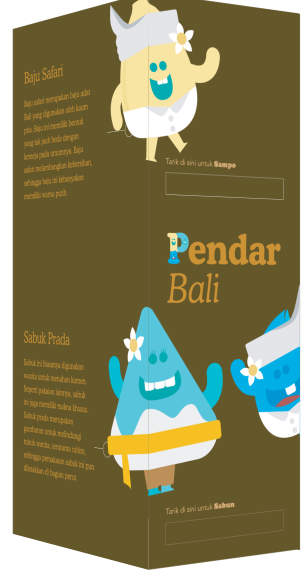 Baju Safari
Baju safari merupakan baju adat
Bali yang digunakan oleh kaum
pria. Baju ini memiliki bentuk
yang tak jauh beda dengan
kemeja pada umumnya. Baju
safari melambangkan kebersihan,
sehingga baju ini kebanyakan
memiliki warna putih.
Tarik di sini untuk Sampo
Pendar
Bali
Sabuk Prada
Sabuk ini biasanya digunakan
wanita untuk menahan kamen.
Seperti pakaian lainnya, sabuk
ini juga memiliki makna khusus.
Sabuk prada merupakan
gambaran untuk melindungi
tubuh wanita, terutama rahim,
sehingga pemakaian sabuk ini pun
diletakkan di bagian perut
Tarik di sini untuk Sabun